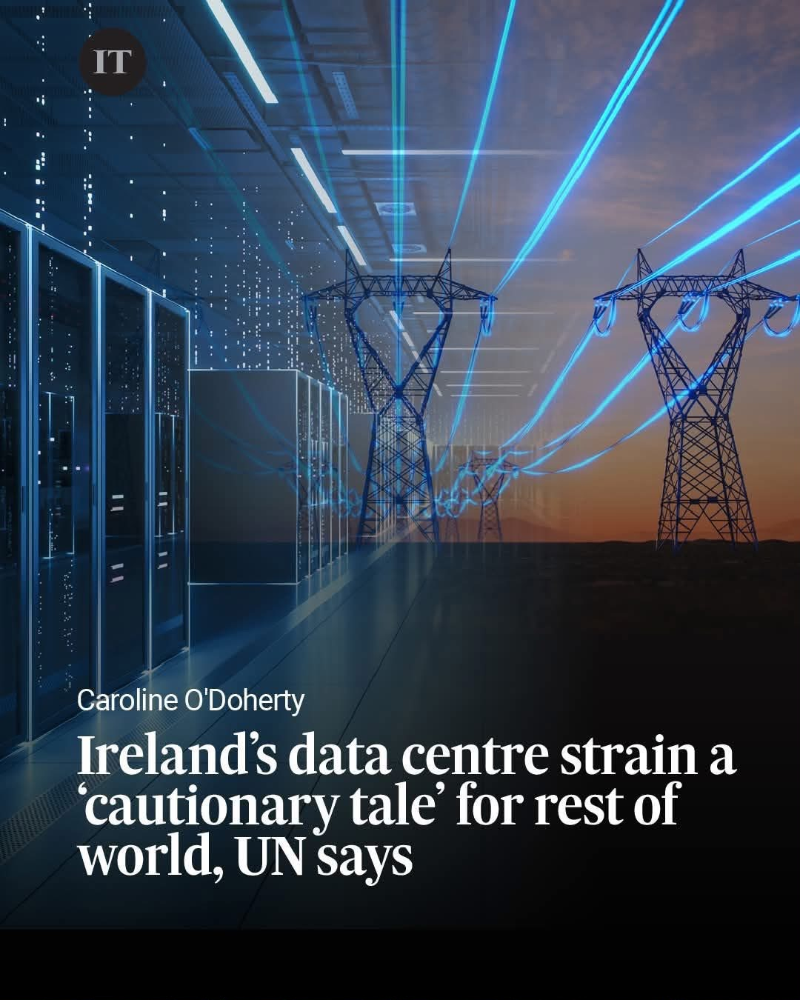 IT
Caroline O'Doherty
Ireland’s data centre strain a
‘cautionary tale’ for rest of
world, UN says